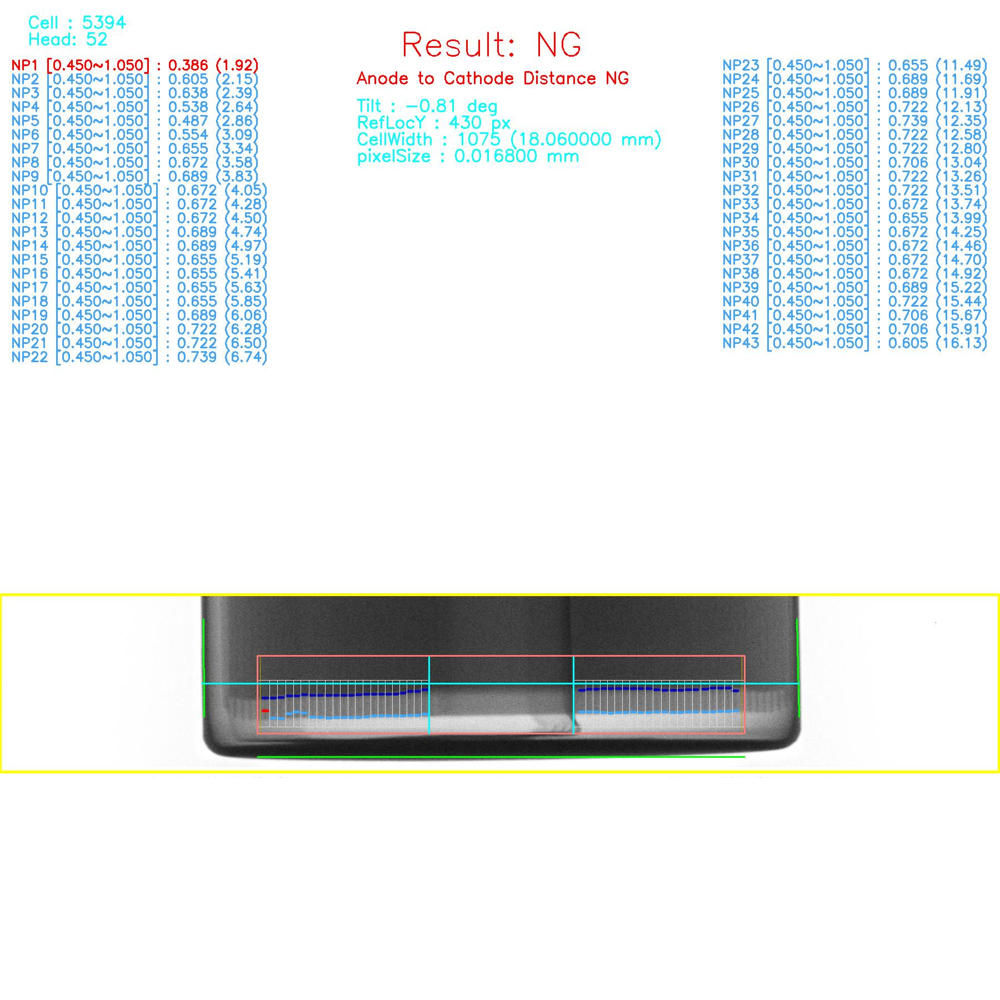 Cell : 5394
Head: 52
Result: NG
Anode to Cathode Distance NG
Tilt : -0.81 deg
RefLocY : 430 px
CellWidth : 1075 (18.060000 mm)
pixelSize : 0.016800 mm
NP1 [0.450~1.050] : 0.386 (1.92)
NP2 [0.450~1.050] : 0.605 (2.15)
NP3 [0.450~1.050] : 0.638 (2.39)
NP4 [0.450~1.050] : 0.538 (2.64)
NP5 [0.450~1.050] : 0.487 (2.86)
NP6 [0.450~1.050] : 0.554 (3.09)
NP7 [0.450~1.050] : 0.655 (3.34)
NP8 [0.450~1.050] : 0.672 (3.58)
NP9 [0.450~1.050] : 0.689 (3.83)
NP10 [0.450~1.050] : 0.672 (4.05)
NP11 [0.450~1.050] : 0.672 (4.28)
NP12 [0.450~1.050] : 0.672 (4.50)
NP13 [0.450~1.050] : 0.689 (4.74)
NP14 [0.450~1.050] : 0.689 (4.97)
NP15 [0.450~1.050] : 0.655 (5.19)
NP16 [0.450~1.050] : 0.655 (5.41)
NP17 [0.450~1.050] : 0.655 (5.63)
NP18 [0.450~1.050] : 0.655 (5.85)
NP19 [0.450~1.050] : 0.689 (6.06)
NP20 [0.450~1.050] : 0.722 (6.28)
NP21 [0.450~1.050] : 0.722 (6.50)
NP22 [0.450~1.050] : 0.739 (6.74)
NP23 [0.450~1.050] : 0.655 (11.49)
NP24 [0.450~1.050] : 0.689 (11.69)
NP25 [0.450~1.050] : 0.689 (11.91)
NP26 [0.450~1.050] : 0.722 (12.13)
NP27 [0.450~1.050] : 0.739 (12.35)
NP28 [0.450~1.050] : 0.722 (12.58)
NP29 [0.450~1.050] : 0.722 (12.80)
NP30 [0.450~1.050] : 0.706 (13.04)
NP31 [0.450~1.050] : 0.722 (13.26)
NP32 [0.450~1.050] : 0.722 (13.51)
NP33 [0.450~1.050] : 0.672 (13.74)
NP34 [0.450~1.050] : 0.655 (13.99)
NP35 [0.450~1.050] : 0.672 (14.25)
NP36 [0.450~1.050] : 0.672 (14.46)
NP37 [0.450~1.050] : 0.672 (14.70)
NP38 [0.450~1.050] : 0.672 (14.92)
NP39 [0.450~1.050] : 0.689 (15.22)
NP40 [0.450~1.050] : 0.722 (15.44)
NP41 [0.450~1.050] : 0.706 (15.67)
NP42 [0.450~1.050] : 0.706 (15.91)
NP43 [0.450~1.050] : 0.605 (16.13)